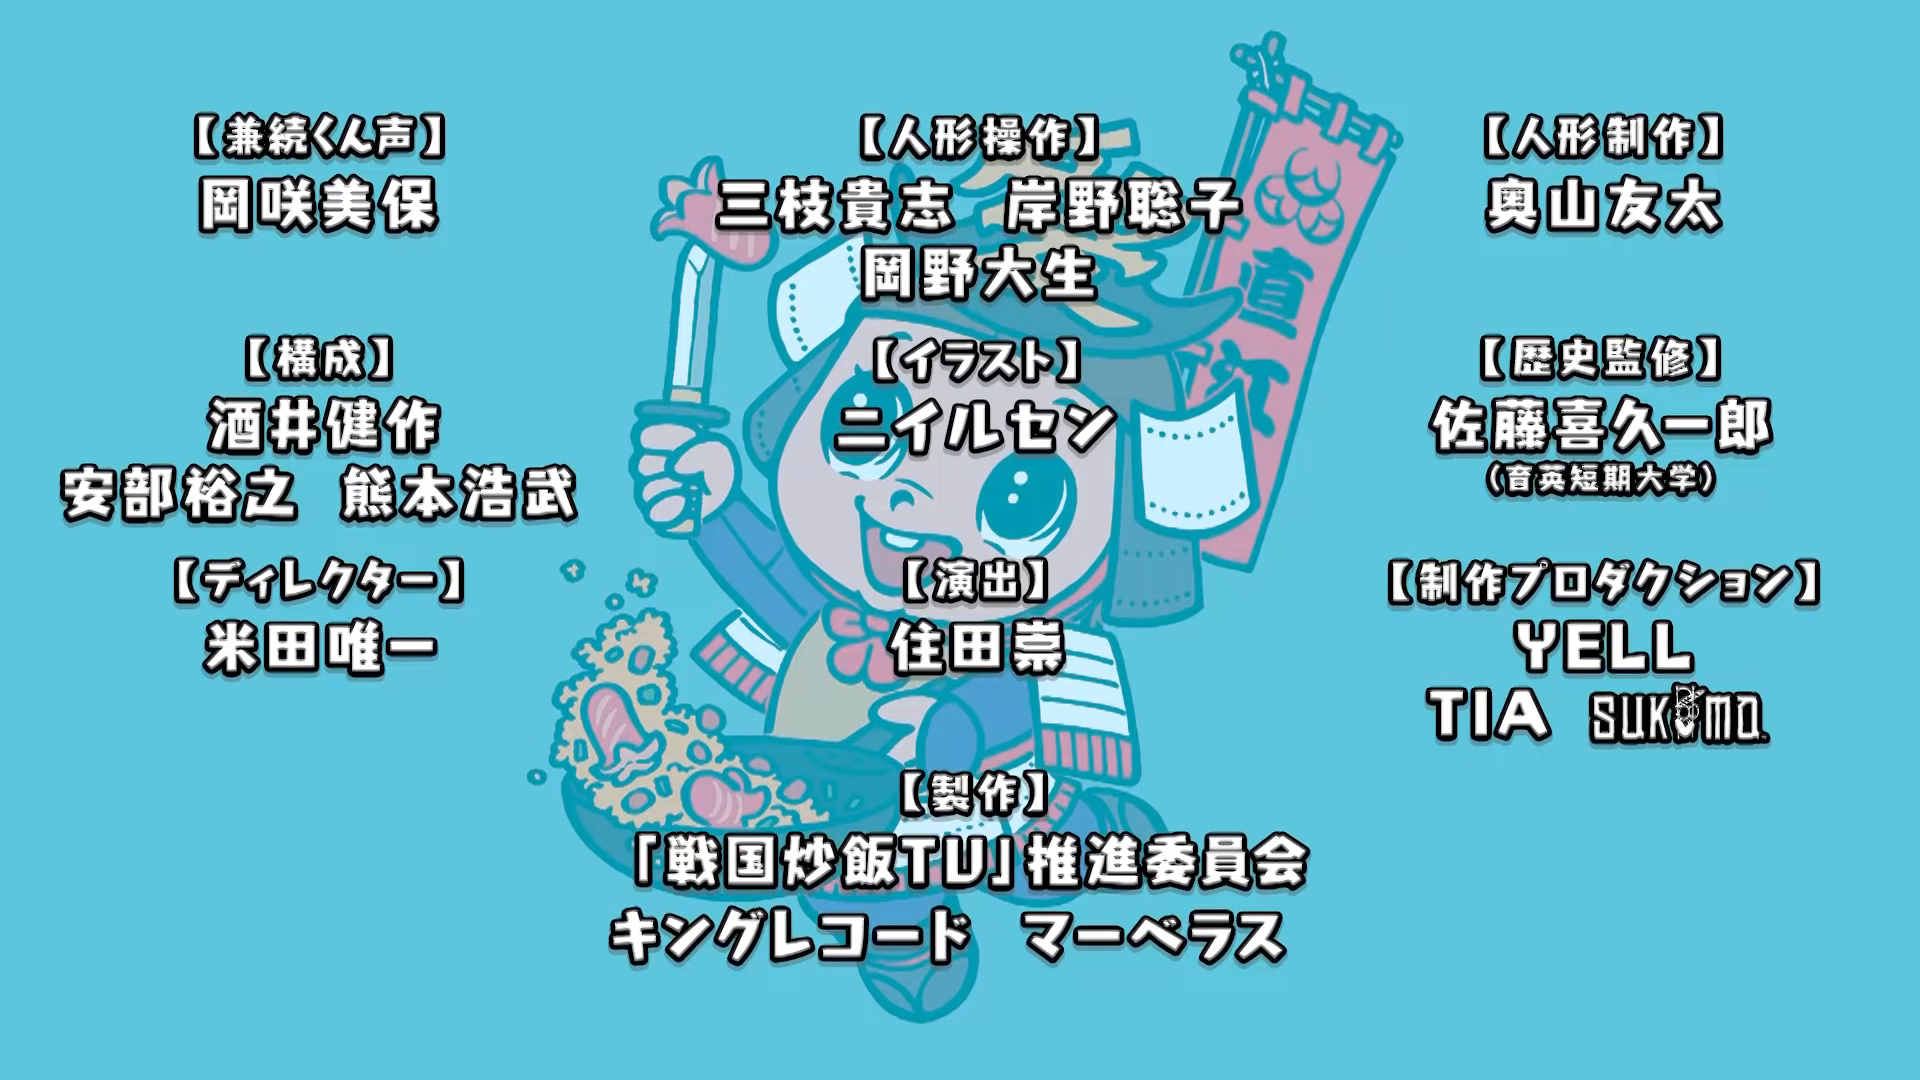 【兼続くん声】
岡咲美保
【人形操作】
三枝貴志　岸野聡子
岡野大生
【人形制作】
奥山友太
【構成】
酒井健作
安部裕之　熊本浩武
【イラスト】
ニイルセン
【歴史監修】
佐藤喜久一郎
（育英短期大学）
【ディレクター】
米田唯一
【演出】
住田崇
【制作プロダクション】
YELL
TIA　sukoma
【製作】
「戦国炒飯TV」推進委員会
キングレコード　マーベラス
直江